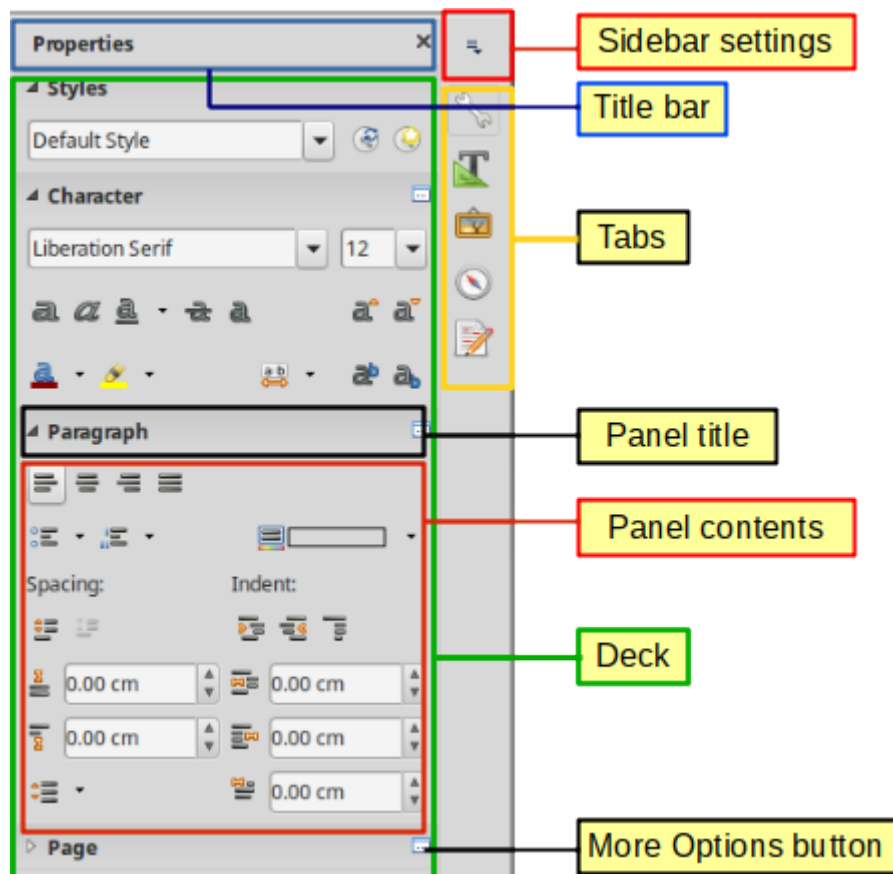 Properties
Sidebar settings
Styles
Title bar
Default Style
Character
Liberation Serif 12
Tabs
Paragraph
Panel title
Panel contents
Spacing: Indent:
Deck
0.00 cm 0.00 cm
0.00 cm 0.00 cm
0.00 cm
Page
More Options button